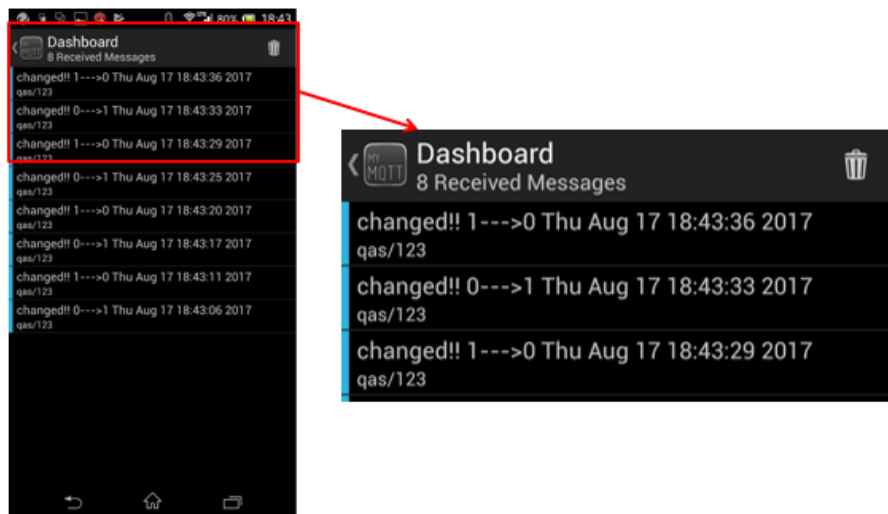 80% 18:43
Dashboard
8 Received Messages
changed!! 1--->0 Thu Aug 17 18:43:36 2017
qas/123
changed!! 0--->1 Thu Aug 17 18:43:33 2017
qas/123
changed!! 1--->0 Thu Aug 17 18:43:29 2017
qas/123
changed!! 0--->1 Thu Aug 17 18:43:25 2017
qas/123
changed!! 1--->0 Thu Aug 17 18:43:20 2017
qas/123
changed!! 0--->1 Thu Aug 17 18:43:17 2017
qas/123
changed!! 1--->0 Thu Aug 17 18:43:11 2017
qas/123
changed!! 0--->1 Thu Aug 17 18:43:06 2017
qas/123
MY
MQTT
Dashboard
8 Received Messages
changed!! 1--->0 Thu Aug 17 18:43:36 2017
qas/123
changed!! 0--->1 Thu Aug 17 18:43:33 2017
qas/123
changed!! 1--->0 Thu Aug 17 18:43:29 2017
qas/123